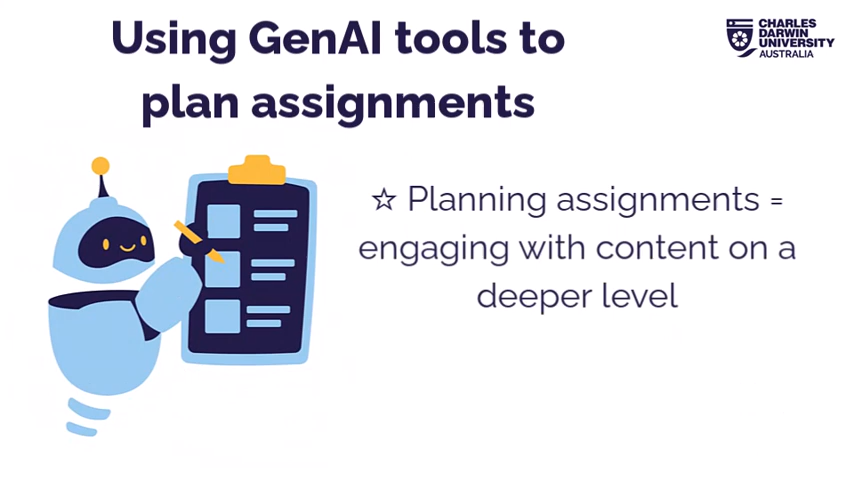 Using GenAI tools to
plan assignments
CHARLES
DARWIN
UNIVERSITY
AUSTRALIA
☆ Planning assignments =
engaging with content on a
deeper level